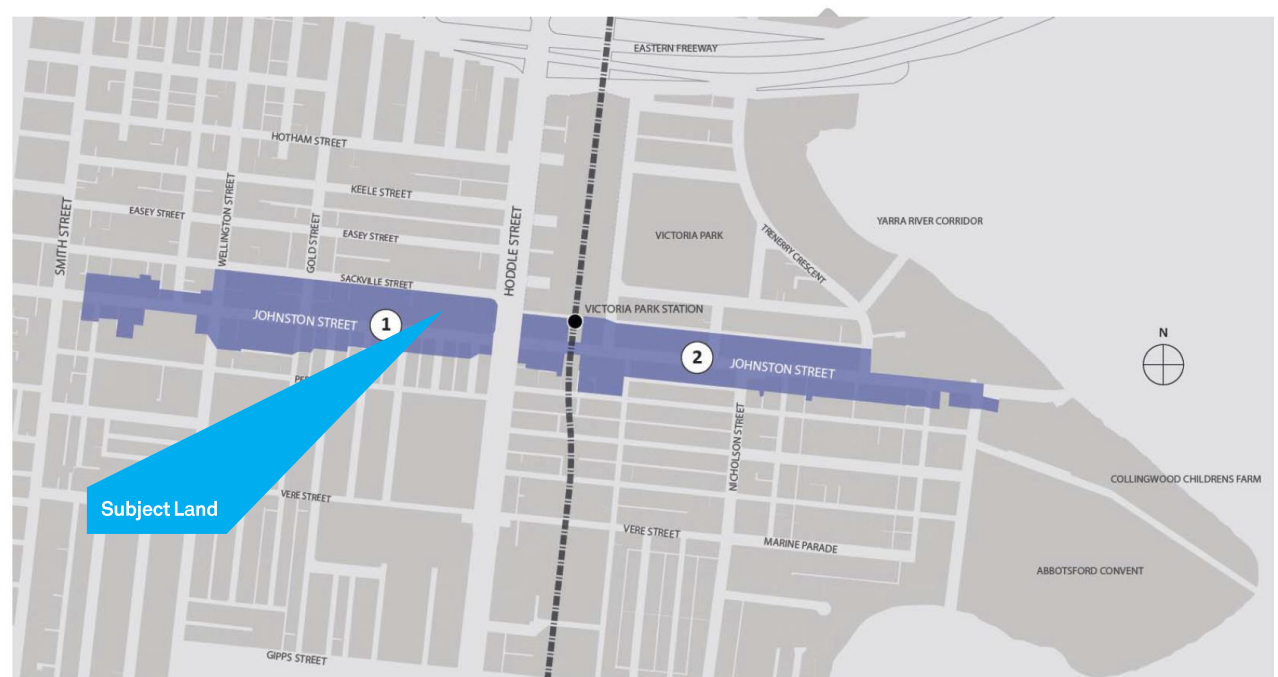 EASTERN FREEWAY
HOTHAM STREET
KEELE STREET
EASEY STREET
EASEY STREET
WELLINGTON STREET
GOLD STREET
SMITH STREET
HODDLE STREET
SACKVILLE STREET
VICTORIA PARK
TRENERRY CRESCENT
YARRA RIVER CORRIDOR
VICTORIA PARK STATION
JOHNSTON STREET
1
2
JOHNSTON STREET
N
NICHOLSON STREET
Subject Land
VERE STREET
VERE STREET
MARINE PARADE
COLLINGWOOD CHILDRENS FARM
ABBOTSFORD CONVENT
GIPPS STREET